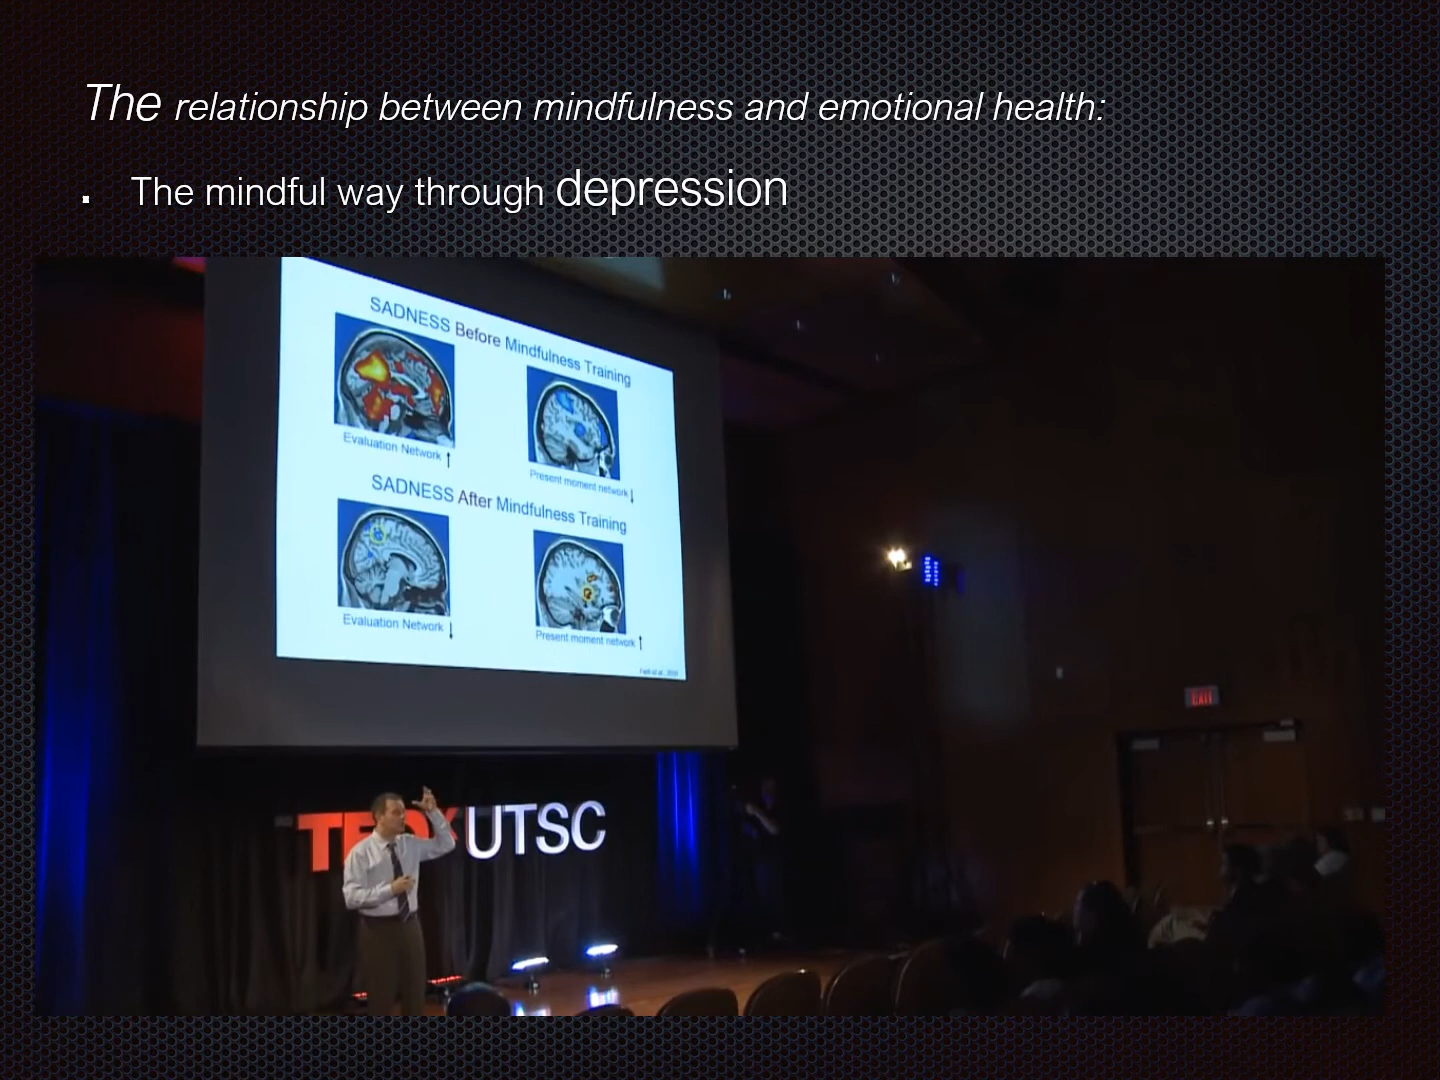 The relationship between mindfulness and emotional health:
▪ The mindful way through depression
SADNESS Before Mindfulness Training
Evaluation Network ↑
Present moment network ↓
SADNESS After Mindfulness Training
Evaluation Network ↓
Present moment network ↑
TEDx UTSC
EXIT